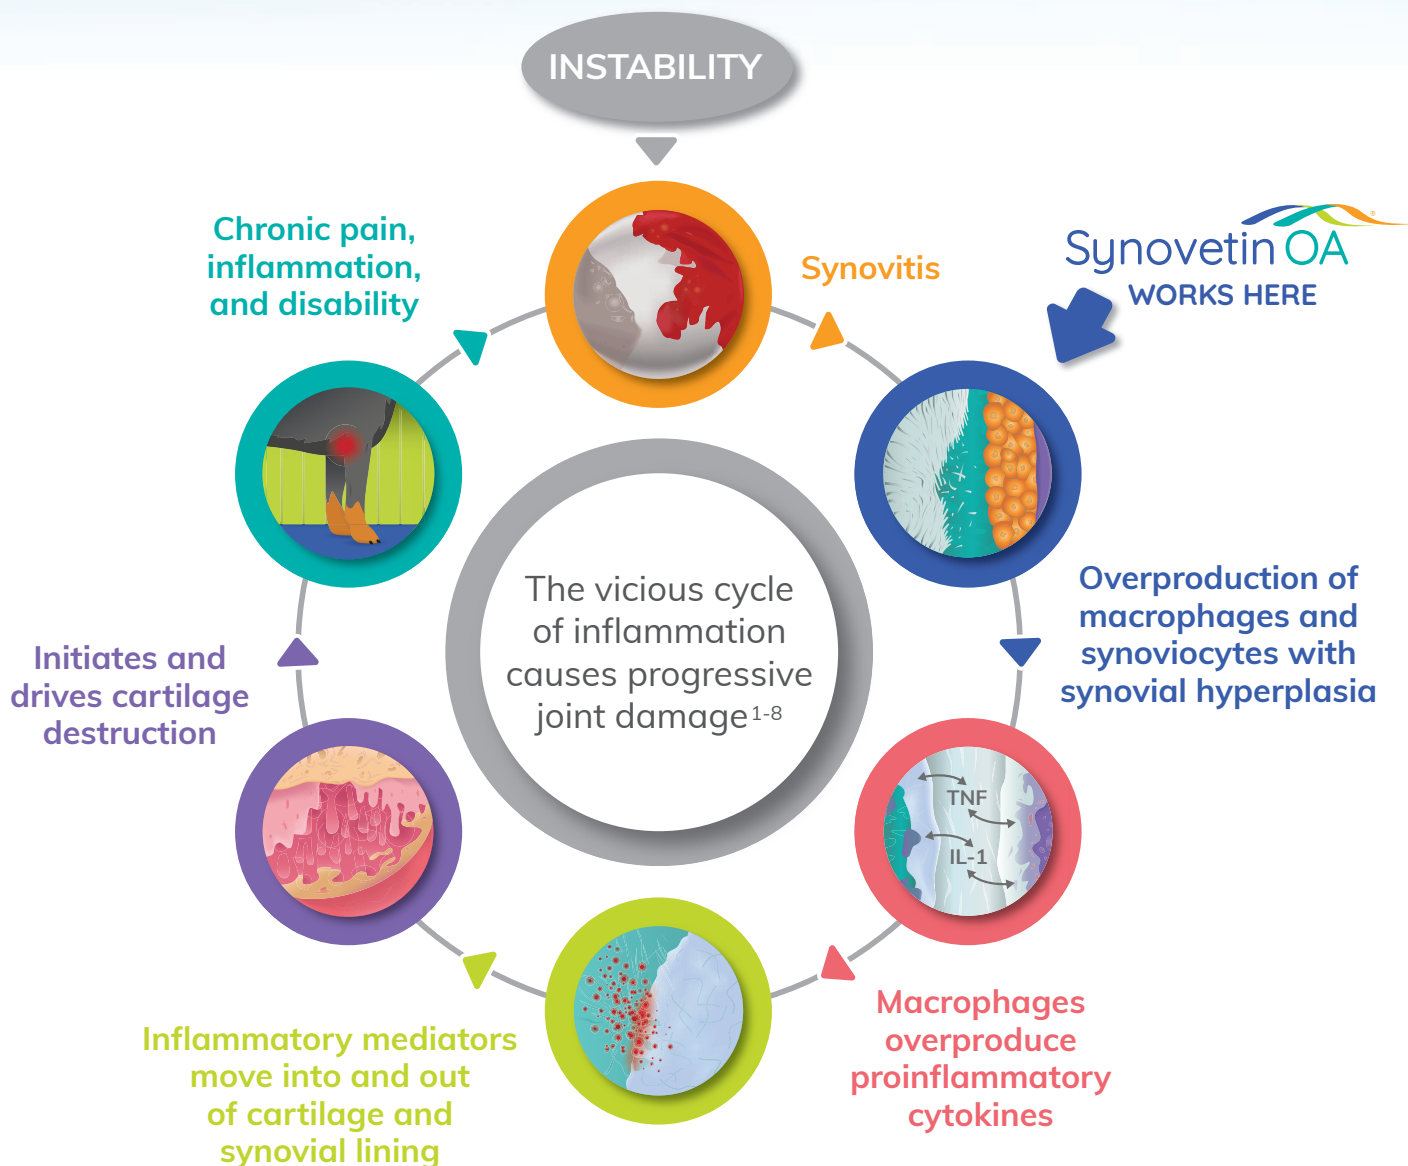 INSTABILITY
Synovitis
Synovetin OA®
WORKS HERE
Overproduction of
macrophages and
synoviocytes with
synovial hyperplasia
TNF
IL-1
Macrophages
overproduce
proinflammatory
cytokines
Inflammatory mediators
move into and out
of cartilage and
synovial lining
Initiates and
drives cartilage
destruction
Chronic pain,
inflammation,
and disability
The vicious cycle
of inflammation
causes progressive
joint damage¹⁻⁸